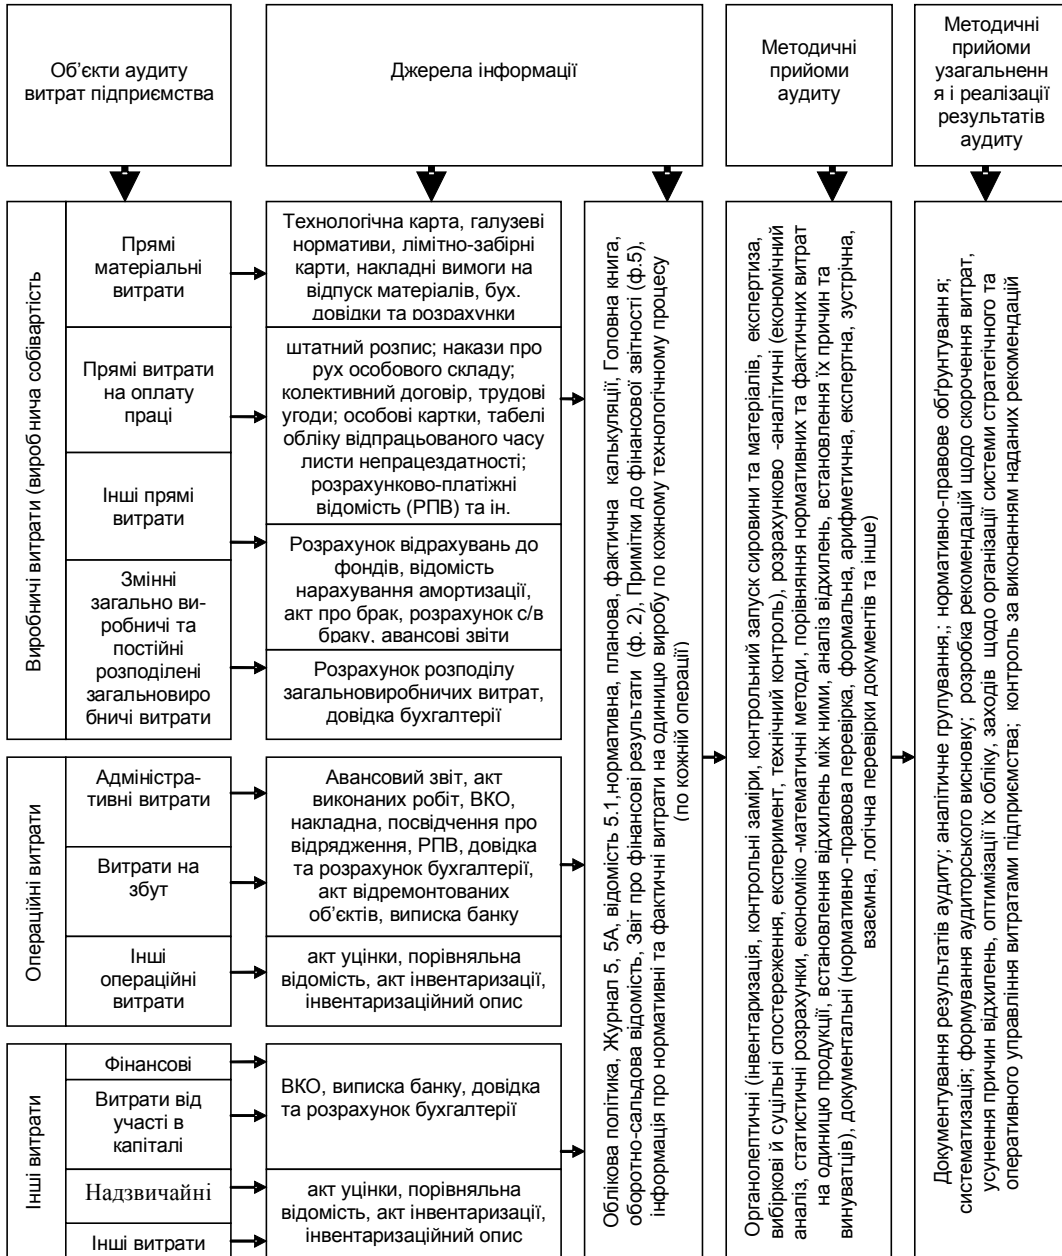 Об’єкти аудиту
витрат підприємства
Джерела інформації
Методичні
прийоми
аудиту
Методичні
прийоми
узагальненн
я і реалізації
результатів
аудиту
Виробничі витрати (виробнича собівартість
Прямі
матеріальні
витрати
Прямі витрати
на оплату
праці
Інші прямі
витрати
Змінні
загально ви-
робничі та
постійні
розподілені
загальновиро
бничі витрати
Технологічна карта, галузеві
нормативи, лімітно-забірні
карти, накладні вимоги на
відпуск матеріалів, бух.
довідки та розрахунки
штатний розпис; накази про
рух особового складу;
колективний договір, трудові
угоди; особові картки, табелі
обліку відпрацьованого часу
листи непрацездатності;
розрахунково-платіжні
відомість (РПВ) та ін.
Розрахунок відрахувань до
фондів, відомість
нарахування амортизації,
акт про брак, розрахунок с/в
браку, авансові звіти
Розрахунок розподілу
загальновиробничих витрат,
довідка бухгалтерії
Операційні витрати
Адміністра-
тивні витрати
Витрати на
збут
Інші
операційні
витрати
Авансовий звіт, акт
виконаних робіт, ВКО,
накладна, посвідчення про
відрядження, РПВ, довідка
та розрахунок бухгалтерії,
акт відремонтованих
об’єктів, виписка банку
акт уцінки, порівняльна
відомість, акт інвентаризації,
інвентаризаційний опис
Інші витрати
Фінансові
Витрати від
участі в
капіталі
Надзвичайні
Інші витрати
ВКО, виписка банку, довідка
та розрахунок бухгалтерії
акт уцінки, порівняльна
відомість, акт інвентаризації,
інвентаризаційний опис
Облікова політика, Журнал 5, 5А, відомість 5.1,нормативна, планова, фактична калькуляції, Головна книга,
оборотно-сальдова відомість, Звіт про фінансові результати (ф. 2), Примітки до фінансової звітності (ф.5),
інформація про нормативні та фактичні витрати на одиницю виробу по кожному технологічному процесу
(по кожній операції)
Органолептичні (інвентаризація, контрольні заміри, контрольний запуск сировини та матеріалів, експертиза,
вибіркові й суцільні спостереження, експеримент, технічний контроль), розрахунково -аналітичні (економічний
аналіз, статистичні розрахунки, економіко -математичні методи, порівняння нормативних та фактичних витрат
на одиницю продукції, встановлення відхилень між ними, аналіз відхилень, встановлення їх причин та
винуватців), документальні (нормативно -правова перевірка, формальна, арифметична, експертна, зустрічна,
взаємна, логічна перевірки документів та інше)
Документування результатів аудиту; аналітичне групування,; нормативно-правове обґрунтування;
систематизація; формування аудиторського висновку; розробка рекомендацій щодо скорочення витрат,
усунення причин відхилень, оптимізації їх обліку, заходів щодо організації системи стратегічного та
оперативного управління витратами підприємства; контроль за виконанням наданих рекомендацій